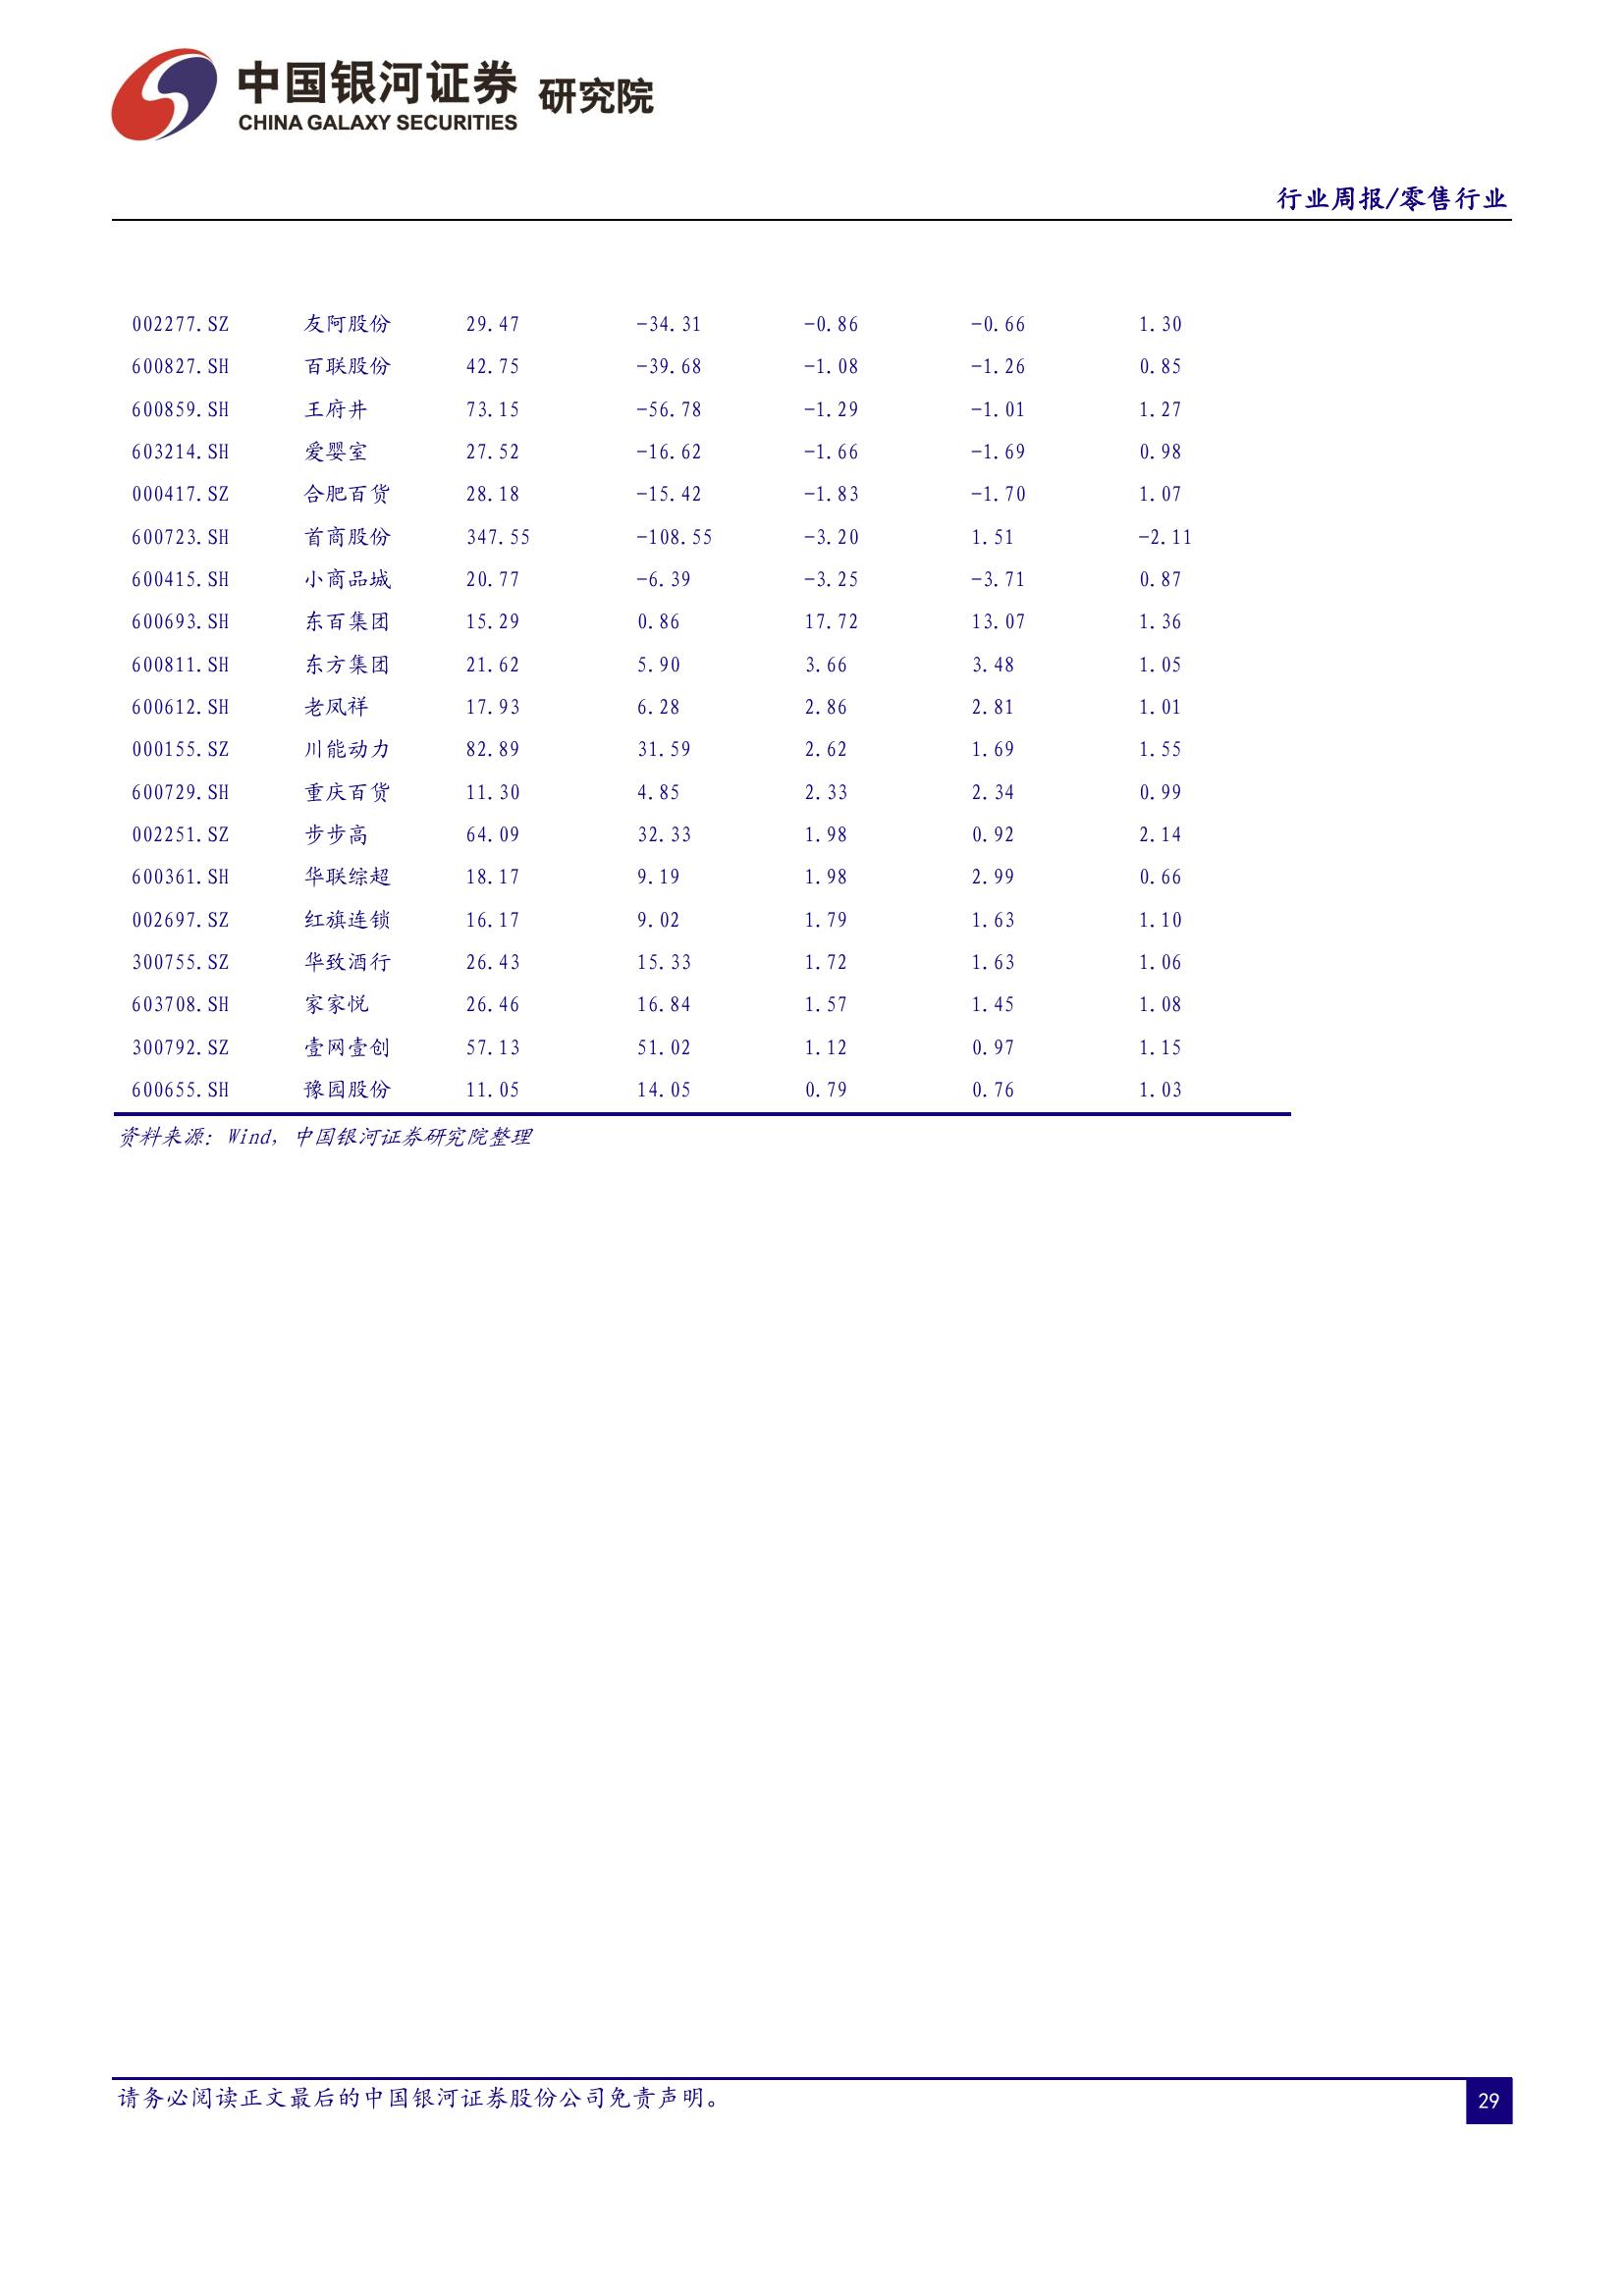 中国银河证券 研究院
CHINA GALAXY SECURITIES
行业周报/零售行业
002277.SZ 友阿股份 29.47 -34.31 -0.86 -0.66 1.30
600827.SH 百联股份 42.75 -39.68 -1.08 -1.26 0.85
600859.SH 王府井 73.15 -56.78 -1.29 -1.01 1.27
603214.SH 爱婴室 27.52 -16.62 -1.66 -1.69 0.98
000417.SZ 合肥百货 28.18 -15.42 -1.83 -1.70 1.07
600723.SH 首商股份 347.55 -108.55 -3.20 1.51 -2.11
600415.SH 小商品城 20.77 -6.39 -3.25 -3.71 0.87
600693.SH 东百集团 15.29 0.86 17.72 13.07 1.36
600811.SH 东方集团 21.62 5.90 3.66 3.48 1.05
600612.SH 老凤祥 17.93 6.28 2.86 2.81 1.01
000155.SZ 川能动力 82.89 31.59 2.62 1.69 1.55
600729.SH 重庆百货 11.30 4.85 2.33 2.34 0.99
002251.SZ 步步高 64.09 32.33 1.98 0.92 2.14
600361.SH 华联综超 18.17 9.19 1.98 2.99 0.66
002697.SZ 红旗连锁 16.17 9.02 1.79 1.63 1.10
300755.SZ 华致酒行 26.43 15.33 1.72 1.63 1.06
603708.SH 家家悦 26.46 16.84 1.57 1.45 1.08
300792.SZ 壹网壹创 57.13 51.02 1.12 0.97 1.15
600655.SH 豫园股份 11.05 14.05 0.79 0.76 1.03
资料来源：Wind，中国银河证券研究院整理
请务必阅读正文最后的中国银河证券股份公司免责声明。
29